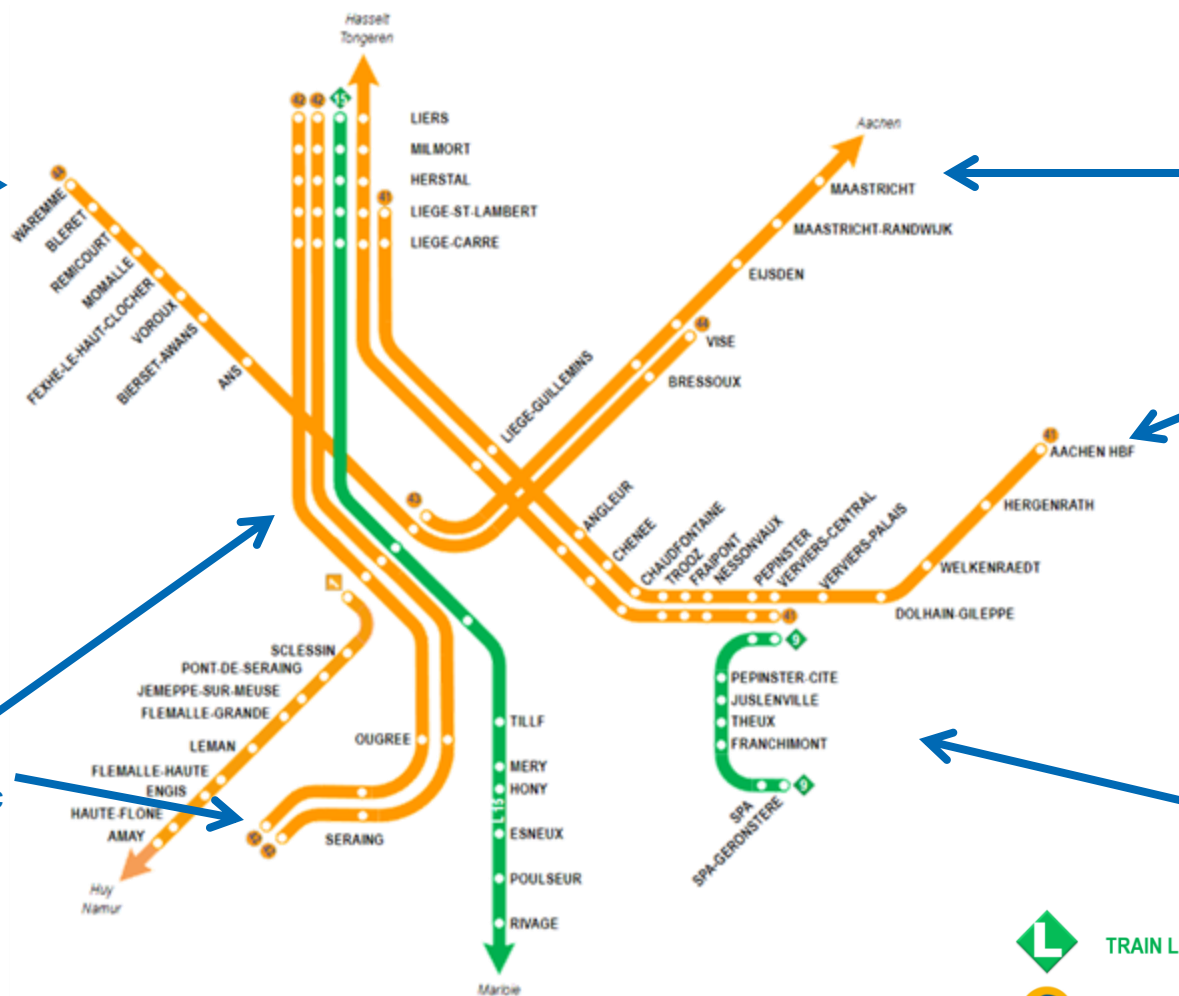 Hasselt
Tongeren
42
42
15
LIERS
MILMORT
HERSTAL
41
LIEGE-ST-LAMBERT
LIEGE-CARRE
Aachen
MAASTRICHT
MAASTRICHT-RANDWIJK
EIJSDEN
44
VISE
BRESSOUX
44
WAREMME
BLERET
REMICOURT
MOMALLE
FEXHE-LE-HAUT-CLOCHER
VOROUX
BIERSET-AWANS
ANS
LIEGE-GUILLEMINS
43
ANGLEUR
CHENEE
CHAUDFONTAINE
TROOZ
FRAIPONT
NESSONVAUX
PEPINSTER
VERVIERS-CENTRAL
VERVIERS-PALAIS
41
AACHEN HBF
HERGENRATH
WELKENRAEDT
DOLHAIN-GILEPPE
41
9
PEPINSTER-CITE
JUSLENVILLE
THEUX
FRANCHIMONT
9
SPA
SPA-GERONSTERE
SCLESSIN
PONT-DE-SERAING
JEMEPPE-SUR-MEUSE
FLEMALLE-GRANDE
LEMAN
FLEMALLE-HAUTE
ENGIS
HAUTE-FLONE
AMAY
Huy
Namur
OUGREE
SERAING
TILFF
MERY
HONY
L 15
ESNEUX
POULSEUR
RIVAGE
L
TRAIN L